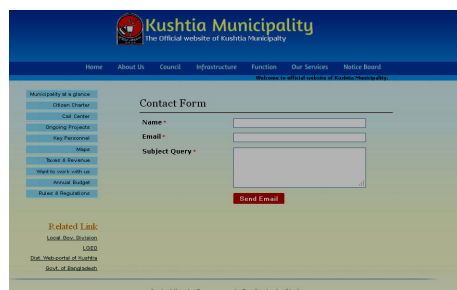 Kushtia Municipality
The Official website of Kushtia Municipality
Home About Us Council Infrastructure Function Our Services Notice Board
Welcome to official website of Kushtia Municipality.
Municipality at a glance
Citizen Charter
Call Center
Ongoing Projects
Key Personnel
Maps
Taxes & Revenue
Want to work with us
Annual Budget
Rules & Regulations
Contact Form
Name *
Email *
Subject Query *
Send Email
Related Link
Local Gov. Division
LGED
Dist. Web-portal of Kushtia
Govt. of Bangladesh